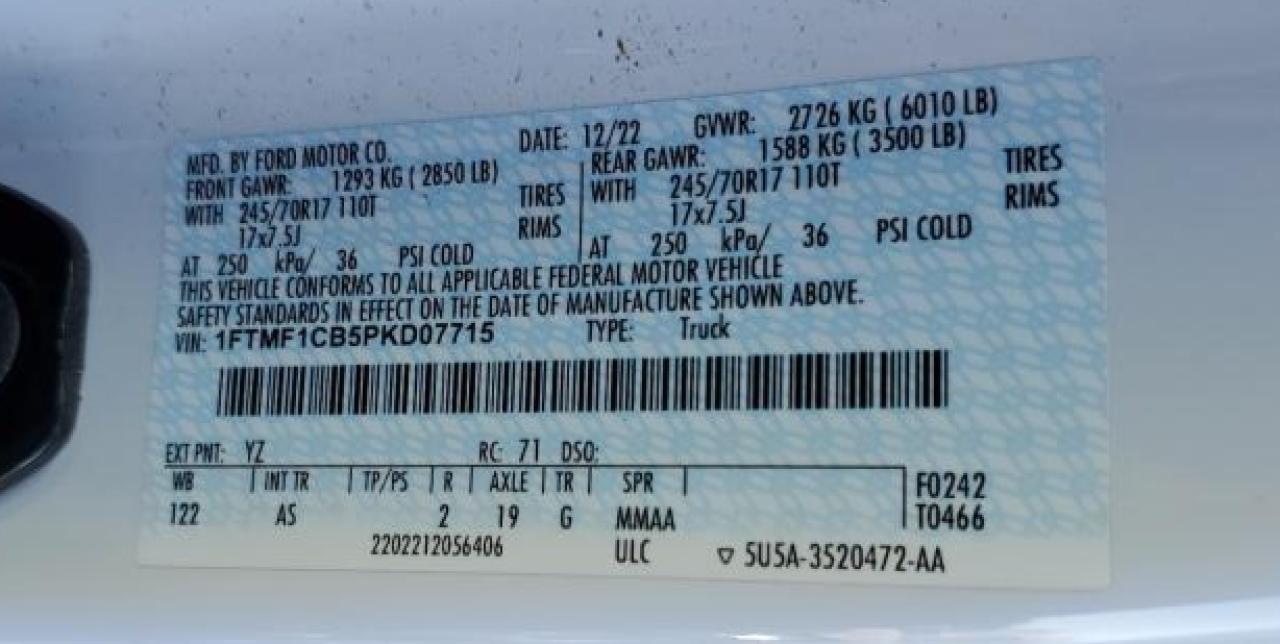 MFD. BY FORD MOTOR CO. DATE: 12/22 GVWR: 2726 KG ( 6010 LB)
FRONT GAWR: 1293 KG ( 2850 LB) REAR GAWR: 1588 KG ( 3500 LB)
WITH 245/70R17 110T TIRES WITH 245/70R17 110T TIRES
17x7.5J RIMS 17x7.5J RIMS
AT 250 kPa/ 36 PSI COLD AT 250 kPa/ 36 PSI COLD
THIS VEHICLE CONFORMS TO ALL APPLICABLE FEDERAL MOTOR VEHICLE
SAFETY STANDARDS IN EFFECT ON THE DATE OF MANUFACTURE SHOWN ABOVE.
VIN: 1FTMF1CB5PKD07715 TYPE: Truck
EXT PNT: YZ RC: 71 DSO:
WB INT TR TP/PS R AXLE TR SPR F0242
122 AS 2 19 G MMAA T0466
2202212056406 ULC ▽ 5U5A-3520472-AA